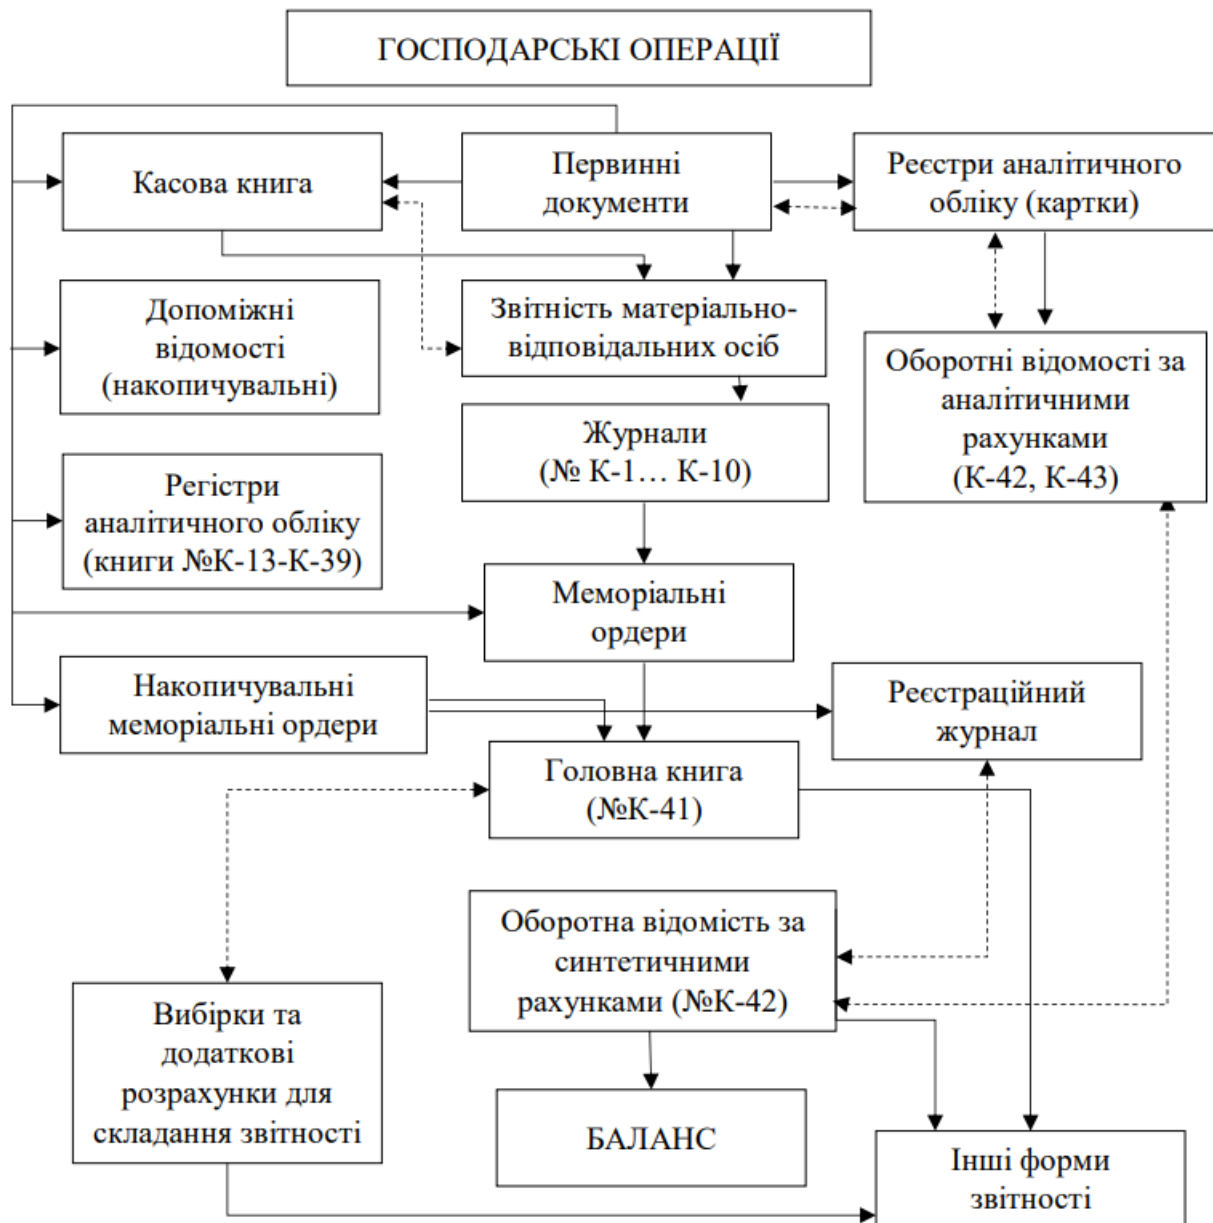 ГОСПОДАРСЬКІ ОПЕРАЦІЇ
Касова книга
Первинні
документи
Реєстри аналітичного
обліку (картки)
Допоміжні
відомості
(накопичувальні)
Звітність матеріально-
відповідальних осіб
Оборотні відомості за
аналітичними
рахунками
(К-42, К-43)
Журнали
(№ К-1… К-10)
Регістри
аналітичного обліку
(книги №К-13-К-39)
Меморіальні
ордери
Накопичувальні
меморіальні ордери
Реєстраційний
журнал
Головна книга
(№К-41)
Оборотна відомість за
синтетичними
рахунками (№К-42)
Вибірки та
додаткові
розрахунки для
складання звітності
БАЛАНС
Інші форми
звітності